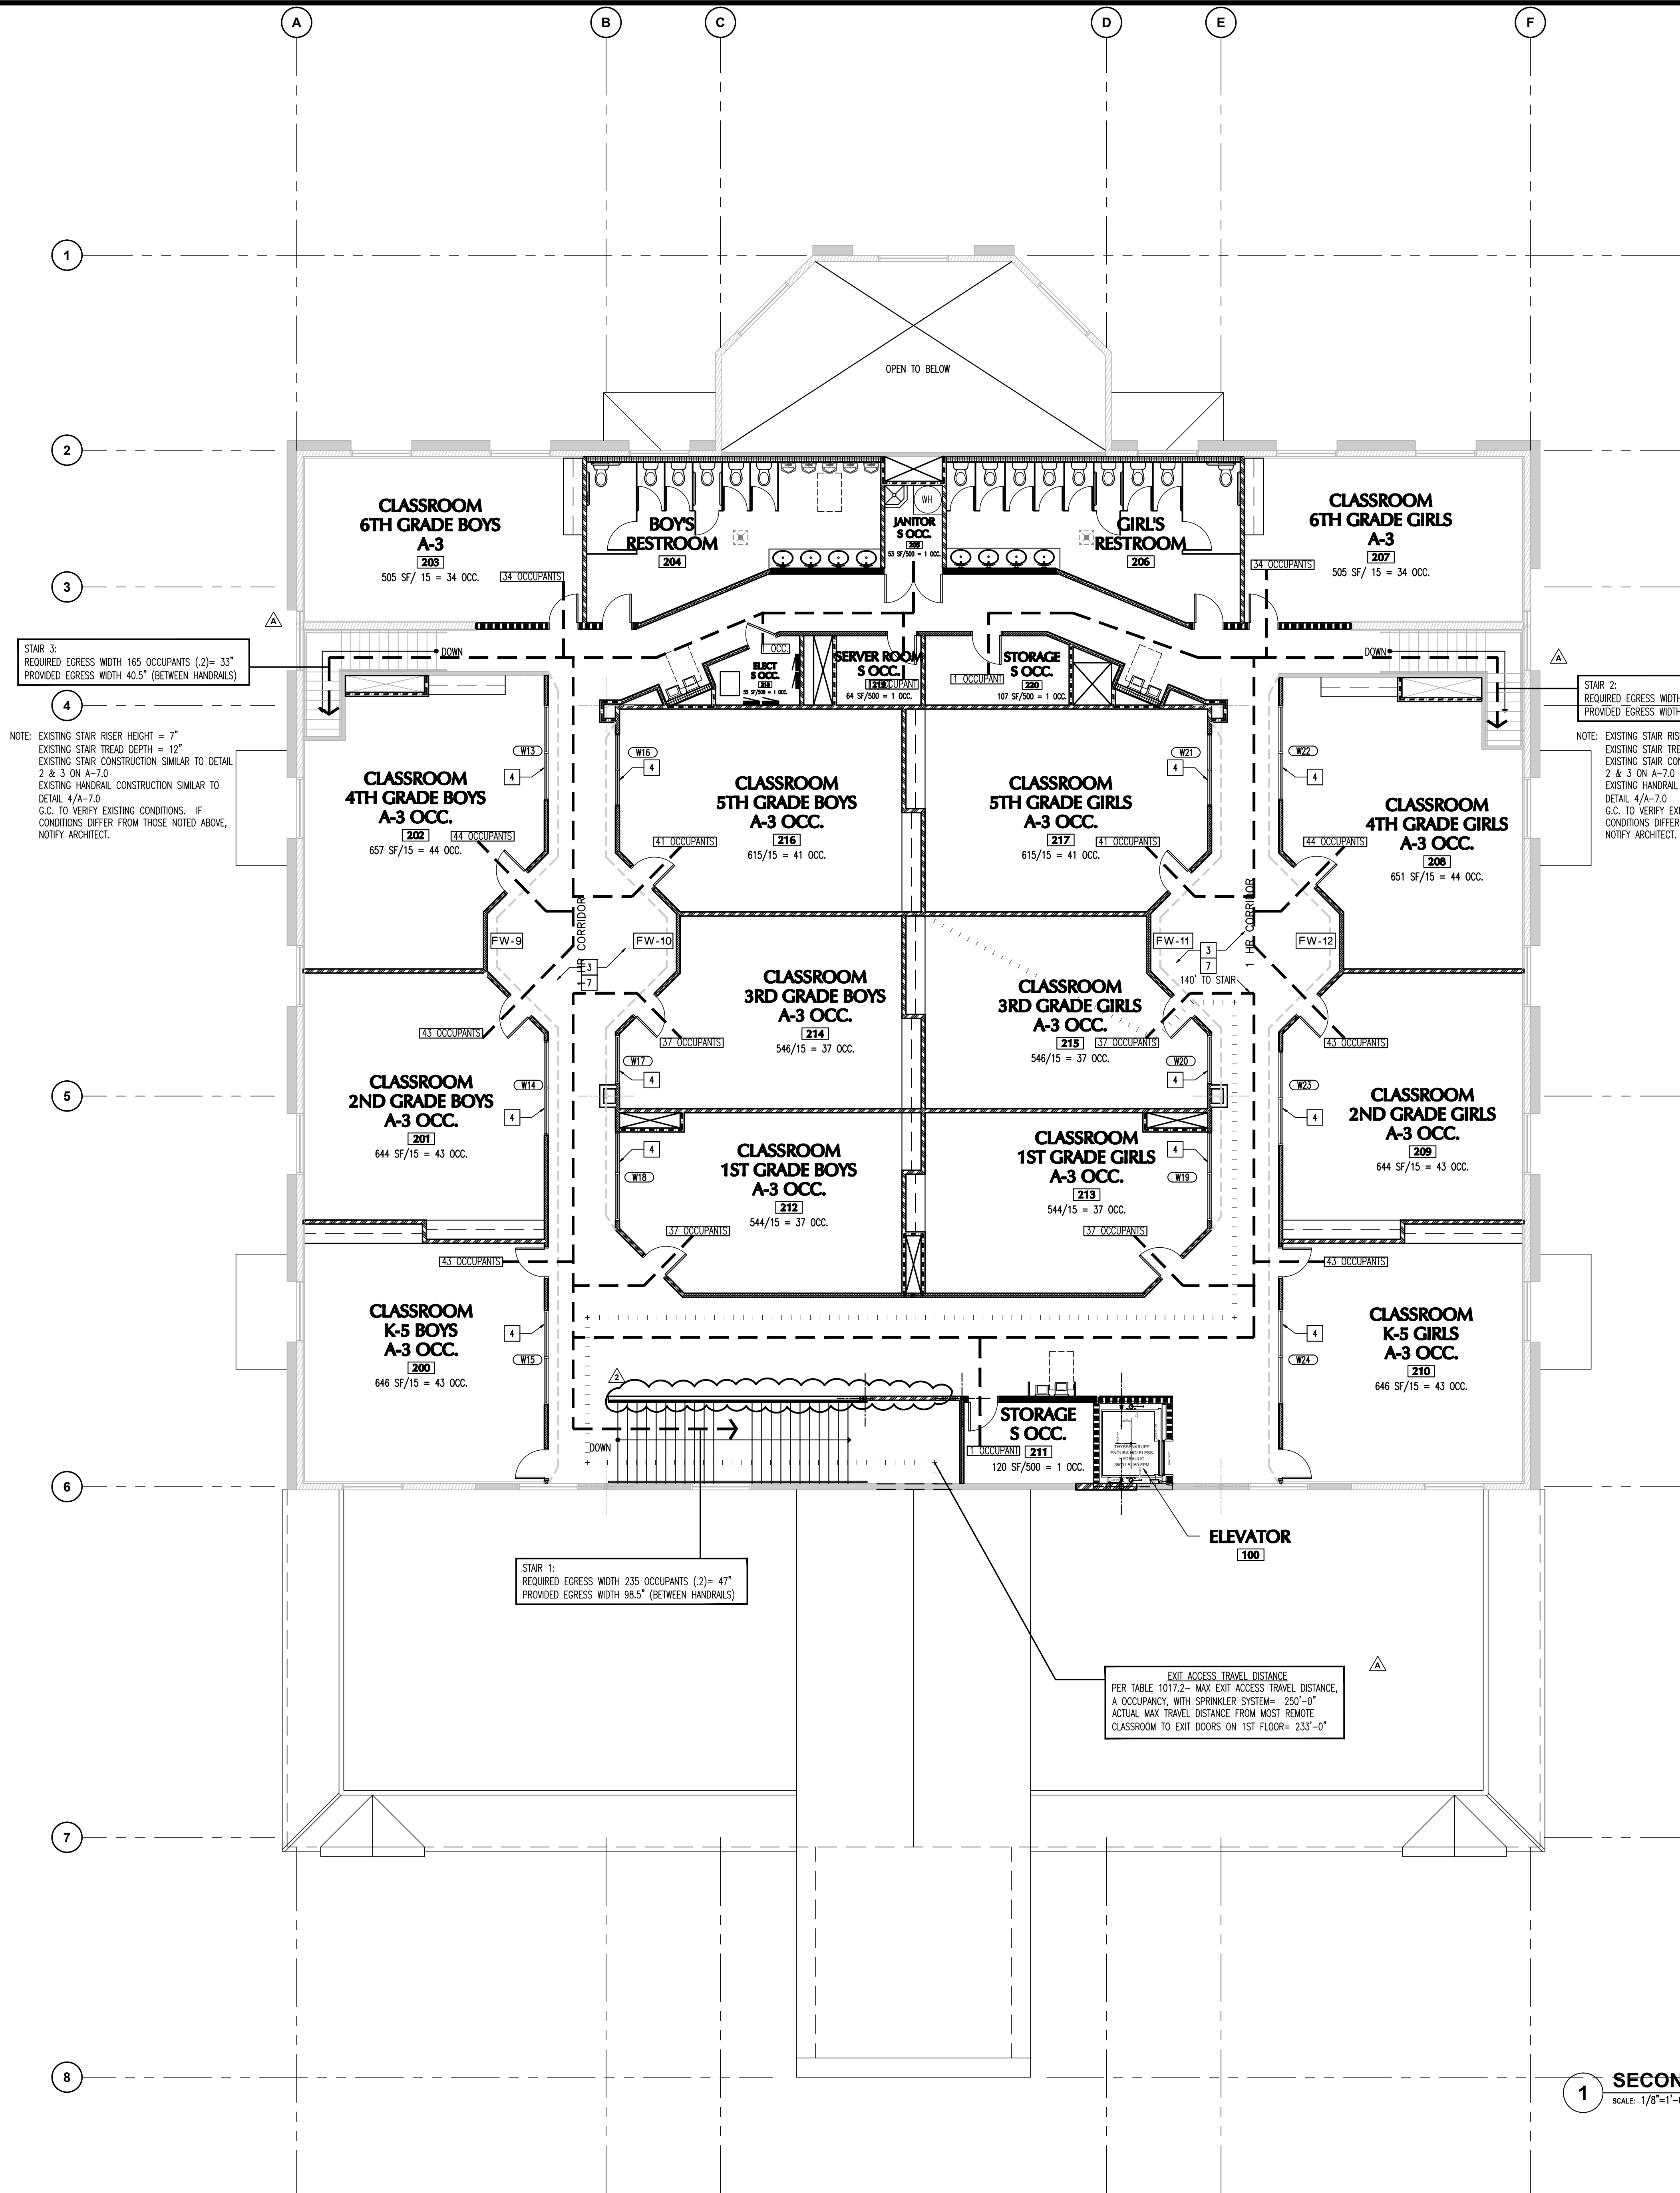 A
B
C
D
E
F
1
2
3
4
5
6
7
8
OPEN TO BELOW
CLASSROOM
6TH GRADE BOYS
A-3
203
505 SF/ 15 = 34 OCC.
34 OCCUPANTS
BOY'S
RESTROOM
204
JANITOR
S OCC.
205
53 SF/500 = 1 OCC.
WH
GIRL'S
RESTROOM
206
CLASSROOM
6TH GRADE GIRLS
A-3
207
505 SF/ 15 = 34 OCC.
34 OCCUPANTS
A
STAIR 3:
REQUIRED EGRESS WIDTH 165 OCCUPANTS (.2)= 33"
PROVIDED EGRESS WIDTH 40.5" (BETWEEN HANDRAILS)
NOTE: EXISTING STAIR RISER HEIGHT = 7"
EXISTING STAIR TREAD DEPTH = 12"
EXISTING STAIR CONSTRUCTION SIMILAR TO DETAIL
2 & 3 ON A-7.0
EXISTING HANDRAIL CONSTRUCTION SIMILAR TO
DETAIL 4/A-7.0
G.C. TO VERIFY EXISTING CONDITIONS. IF
CONDITIONS DIFFER FROM THOSE NOTED ABOVE,
NOTIFY ARCHITECT.
DOWN
1 OCC.
ELECT
S OCC.
218
55 SF/500 = 1 OCC.
SERVER ROOM
S OCC.
219
64 SF/500 = 1 OCC.
STORAGE
S OCC.
220
1 OCCUPANT
107 SF/500 = 1 OCC.
DOWN
A
STAIR 2:
REQUIRED EGRESS WIDTH
PROVIDED EGRESS WIDTH
NOTE: EXISTING STAIR
EXISTING STAIR
EXISTING STAIR
2 & 3 ON A-7.0
EXISTING HANDRAIL
DETAIL 4/A-7.0
G.C. TO VERIFY
CONDITIONS DIFFER
NOTIFY ARCHITECT.
CLASSROOM
4TH GRADE BOYS
A-3 OCC.
202
657 SF/15 = 44 OCC.
44 OCCUPANTS
W13
4
W16
4
CLASSROOM
5TH GRADE BOYS
A-3 OCC.
216
615/15 = 41 OCC.
41 OCCUPANTS
CLASSROOM
5TH GRADE GIRLS
A-3 OCC.
217
615/15 = 41 OCC.
41 OCCUPANTS
W21
4
W22
4
CLASSROOM
4TH GRADE GIRLS
A-3 OCC.
208
651 SF/15 = 44 OCC.
44 OCCUPANTS
FW-9
1 HR CORRIDOR
FW-10
3
7
FW-11
1 HR CORRIDOR
FW-12
3
7
140' TO STAIR
CLASSROOM
3RD GRADE BOYS
A-3 OCC.
214
546/15 = 37 OCC.
37 OCCUPANTS
CLASSROOM
3RD GRADE GIRLS
A-3 OCC.
215
546/15 = 37 OCC.
37 OCCUPANTS
43 OCCUPANTS
CLASSROOM
2ND GRADE BOYS
A-3 OCC.
201
644 SF/15 = 43 OCC.
W14
4
W17
4
W20
4
W23
4
43 OCCUPANTS
CLASSROOM
2ND GRADE GIRLS
A-3 OCC.
209
644 SF/15 = 43 OCC.
CLASSROOM
1ST GRADE BOYS
A-3 OCC.
212
544/15 = 37 OCC.
37 OCCUPANTS
4
W18
CLASSROOM
1ST GRADE GIRLS
A-3 OCC.
213
544/15 = 37 OCC.
37 OCCUPANTS
4
W19
43 OCCUPANTS
CLASSROOM
K-5 BOYS
A-3 OCC.
200
646 SF/15 = 43 OCC.
4
W15
43 OCCUPANTS
CLASSROOM
K-5 GIRLS
A-3 OCC.
210
646 SF/15 = 43 OCC.
4
W24
2
DOWN
STORAGE
S OCC.
1 OCCUPANT
211
120 SF/500 = 1 OCC.
THYSSENKRUPP
ENDURA HOLELESS
HYDRAULIC
ELEVATOR
100
STAIR 1:
REQUIRED EGRESS WIDTH 235 OCCUPANTS (.2)= 47"
PROVIDED EGRESS WIDTH 98.5" (BETWEEN HANDRAILS)
EXIT ACCESS TRAVEL DISTANCE
PER TABLE 1017.2- MAX EXIT ACCESS TRAVEL DISTANCE,
A OCCUPANCY, WITH SPRINKLER SYSTEM= 250'-0"
ACTUAL MAX TRAVEL DISTANCE FROM MOST REMOTE
CLASSROOM TO EXIT DOORS ON 1ST FLOOR= 233'-0"
A
1
SECON
SCALE: 1/8"=1'-